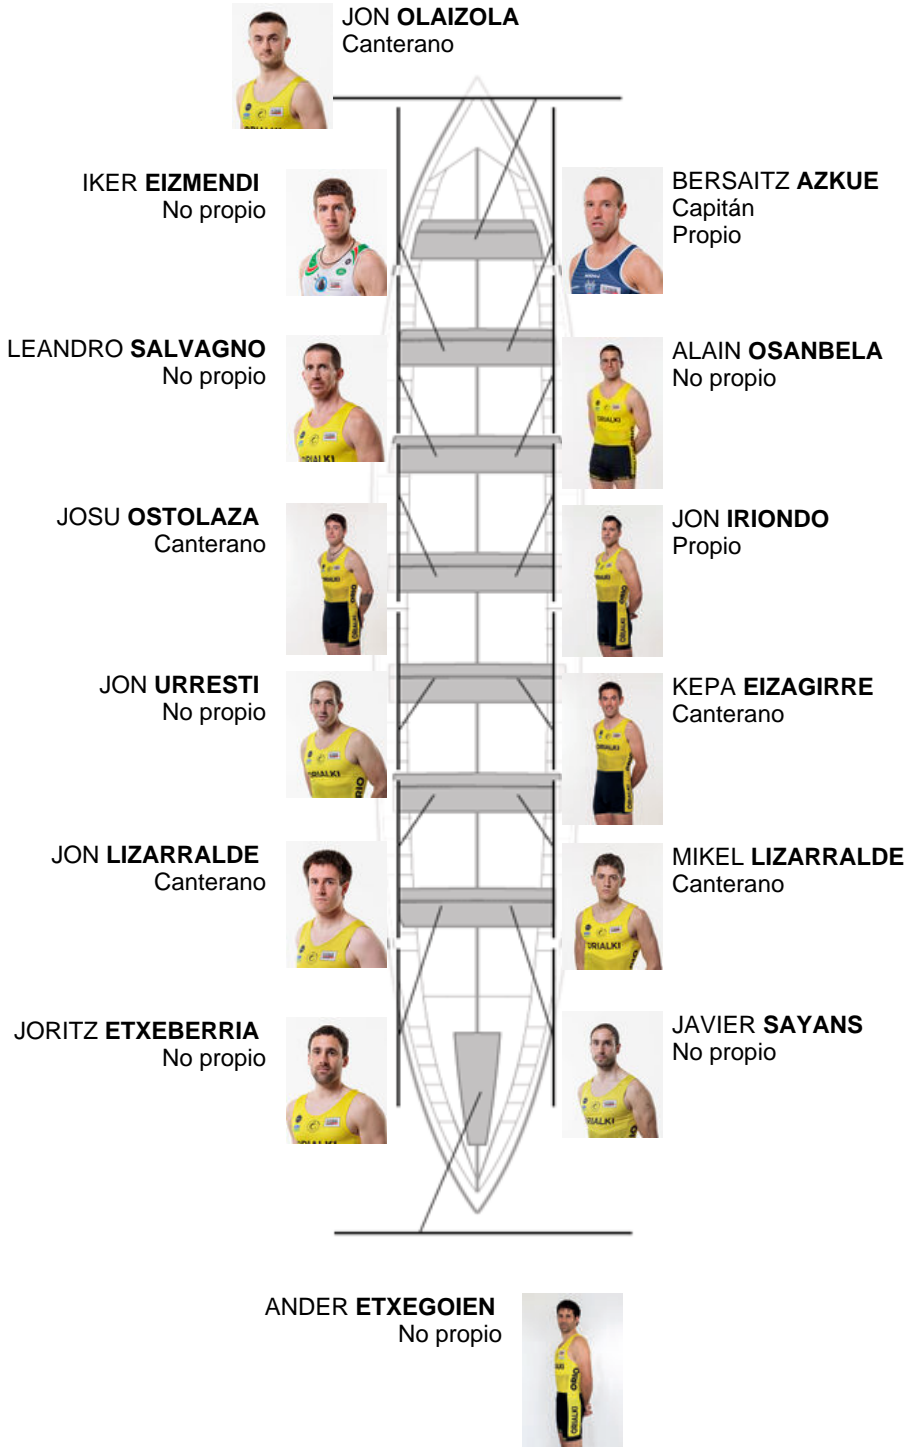 JON OLAIZOLA
Canterano
IKER EIZMENDI
No propio
BERSAITZ AZKUE
Capitán
Propio
LEANDRO SALVAGNO
No propio
ALAIN OSANBELA
No propio
JOSU OSTOLAZA
Canterano
JON IRIONDO
Propio
JON URRESTI
No propio
KEPA EIZAGIRRE
Canterano
JON LIZARRALDE
Canterano
MIKEL LIZARRALDE
Canterano
JORITZ ETXEBERRIA
No propio
JAVIER SAYANS
No propio
ANDER ETXEGOIEN
No propio